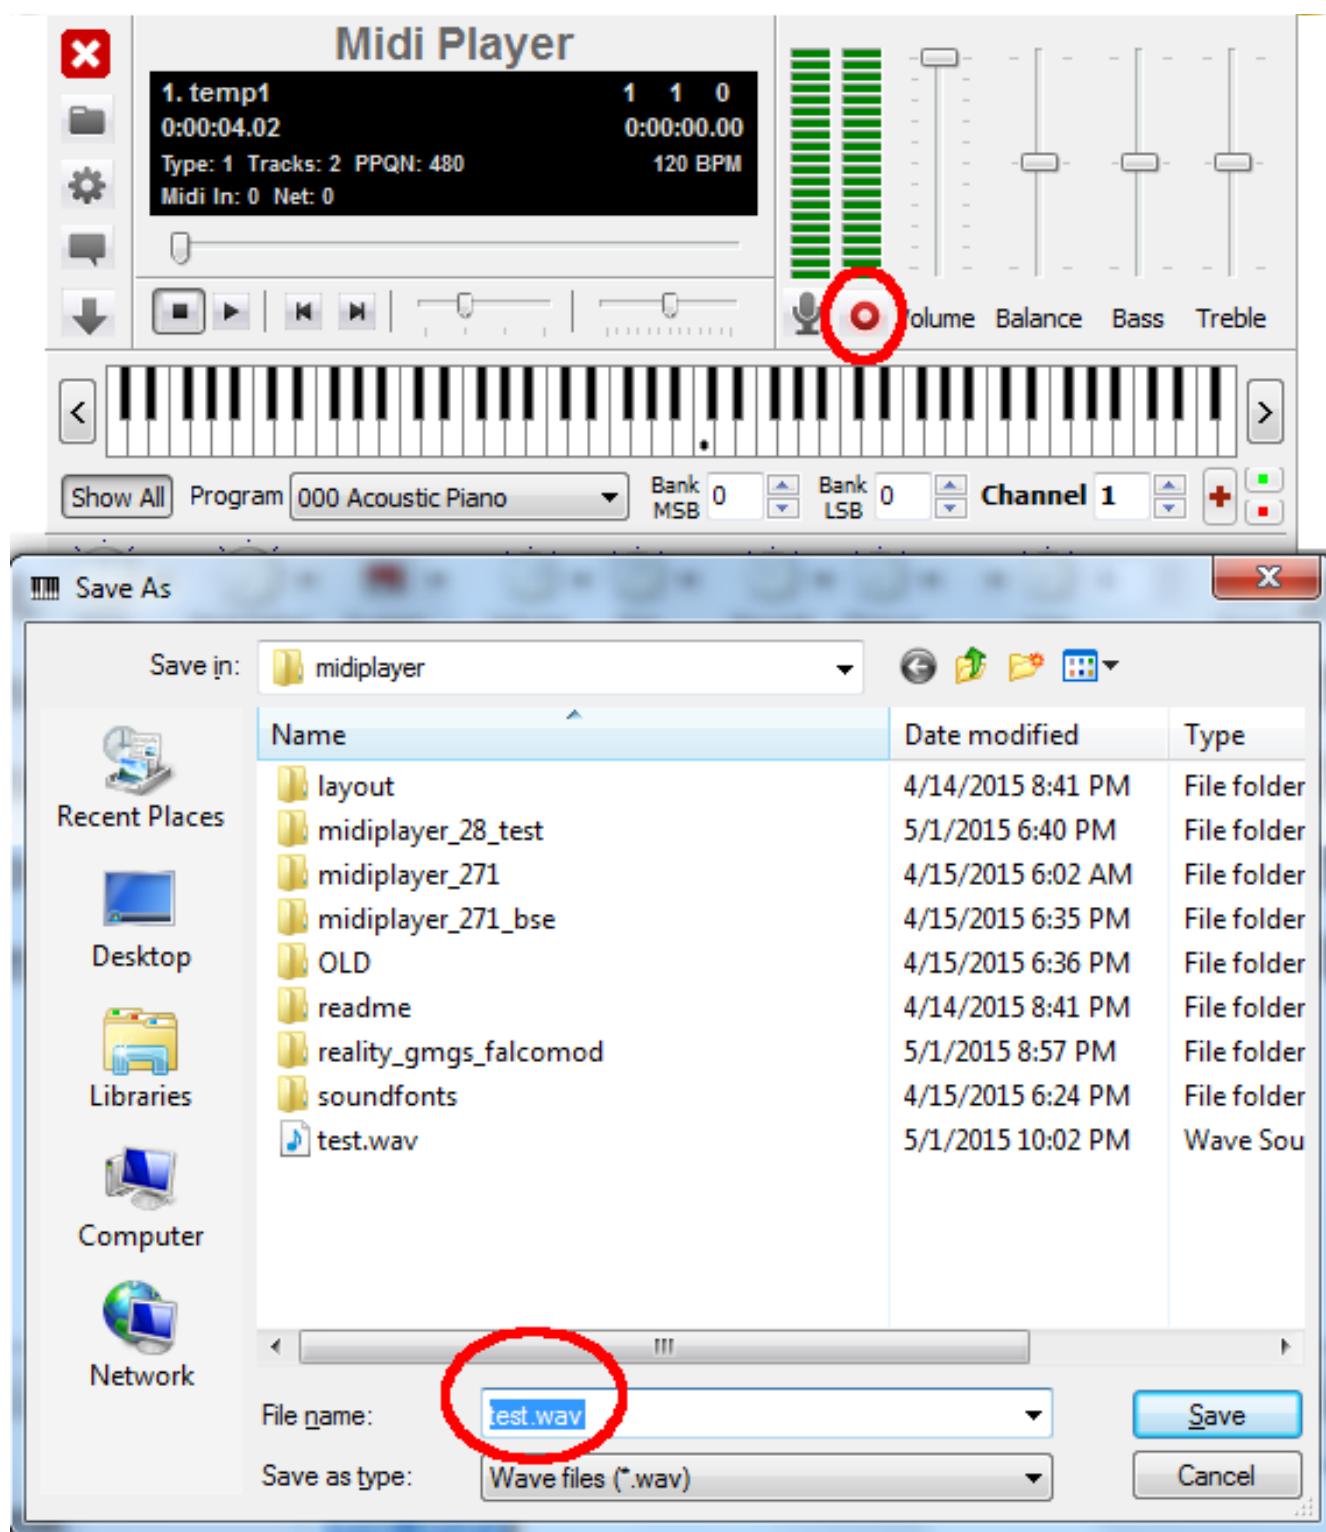 Midi Player
1. temp1 1 1 0
0:00:04.02 0:00:00.00
Type: 1 Tracks: 2 PPQN: 480 120 BPM
Midi In: 0 Net: 0
olume Balance Bass Treble
< >
Show All Program 000 Acoustic Piano Bank MSB 0 Bank LSB 0 Channel 1
Save As
Save in: midiplayer
Name Date modified Type
layout 4/14/2015 8:41 PM File folder
midiplayer_28_test 5/1/2015 6:40 PM File folder
midiplayer_271 4/15/2015 6:02 AM File folder
midiplayer_271_bse 4/15/2015 6:35 PM File folder
OLD 4/15/2015 6:36 PM File folder
readme 4/14/2015 8:41 PM File folder
reality_gmgs_falcomod 5/1/2015 8:57 PM File folder
soundfonts 4/15/2015 6:24 PM File folder
test.wav 5/1/2015 10:02 PM Wave Sou
Recent Places
Desktop
Libraries
Computer
Network
File name: test.wav Save
Save as type: Wave files (*.wav) Cancel